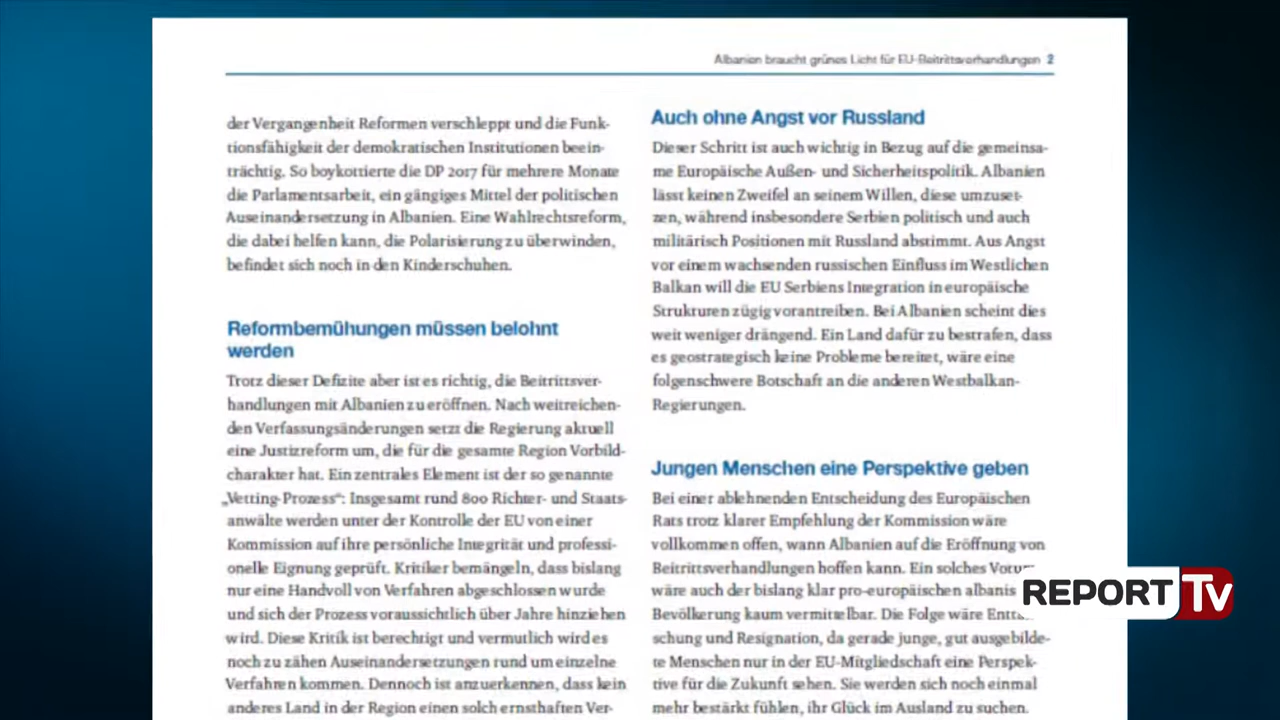 Albanien braucht grünes Licht für EU-Beitrittsverhandlungen 2
der Vergangenheit Reformen verschleppt und die Funk-
tionsfähigkeit der demokratischen Institutionen beein-
trächtig. So boykottierte die DP 2017 für mehrere Monate
die Parlamentsarbeit, ein gängiges Mittel der politischen
Auseinandersetzung in Albanien. Eine Wahlrechtsreform,
die dabei helfen kann, die Polarisierung zu überwinden,
befindet sich noch in den Kinderschuhen.
Reformbemühungen müssen belohnt
werden
Trotz dieser Defizite aber ist es richtig, die Beitrittsver-
handlungen mit Albanien zu eröffnen. Nach weitreichen-
den Verfassungsänderungen setzt die Regierung aktuell
eine Justizreform um, die für die gesamte Region Vorbild-
charakter hat. Ein zentrales Element ist der so genannte
„Vetting-Prozess“: Insgesamt rund 800 Richter- und Staats-
anwälte werden unter der Kontrolle der EU von einer
Kommission auf ihre persönliche Integrität und professi-
onelle Eignung geprüft. Kritiker bemängeln, dass bislang
nur eine Handvoll von Verfahren abgeschlossen wurde
und sich der Prozess voraussichtlich über Jahre hinziehen
wird. Diese Kritik ist berechtigt und vermutlich wird es
noch zu zähen Auseinandersetzungen rund um einzelne
Verfahren kommen. Dennoch ist anzuerkennen, dass kein
anderes Land in der Region einen solch ernsthaften Ver-
Auch ohne Angst vor Russland
Dieser Schritt ist auch wichtig in Bezug auf die gemeinsa-
me Europäische Außen- und Sicherheitspolitik. Albanien
lässt keinen Zweifel an seinem Willen, diese umzuset-
zen, während insbesondere Serbien politisch und auch
militärisch Positionen mit Russland abstimmt. Aus Angst
vor einem wachsenden russischen Einfluss im Westlichen
Balkan will die EU Serbiens Integration in europäische
Strukturen zügig vorantreiben. Bei Albanien scheint dies
weit weniger drängend. Ein Land dafür zu bestrafen, dass
es geostrategisch keine Probleme bereitet, wäre eine
folgenschwere Botschaft an die anderen Westbalkan-
Regierungen.
Jungen Menschen eine Perspektive geben
Bei einer ablehnenden Entscheidung des Europäischen
Rats trotz klarer Empfehlung der Kommission wäre
vollkommen offen, wann Albanien auf die Eröffnung von
Beitrittsverhandlungen hoffen kann. Ein solches
wäre auch der bislang klar pro-europäischen
Bevölkerung kaum vermittelbar. Die Folge wäre
schung und Resignation, da gerade junge, gut ausgebilde-
te Menschen nur in der EU-Mitgliedschaft eine Perspek-
tive für die Zukunft sehen. Sie werden sich noch einmal
mehr bestärkt fühlen, ihr Glück im Ausland zu suchen.
REPORT TV